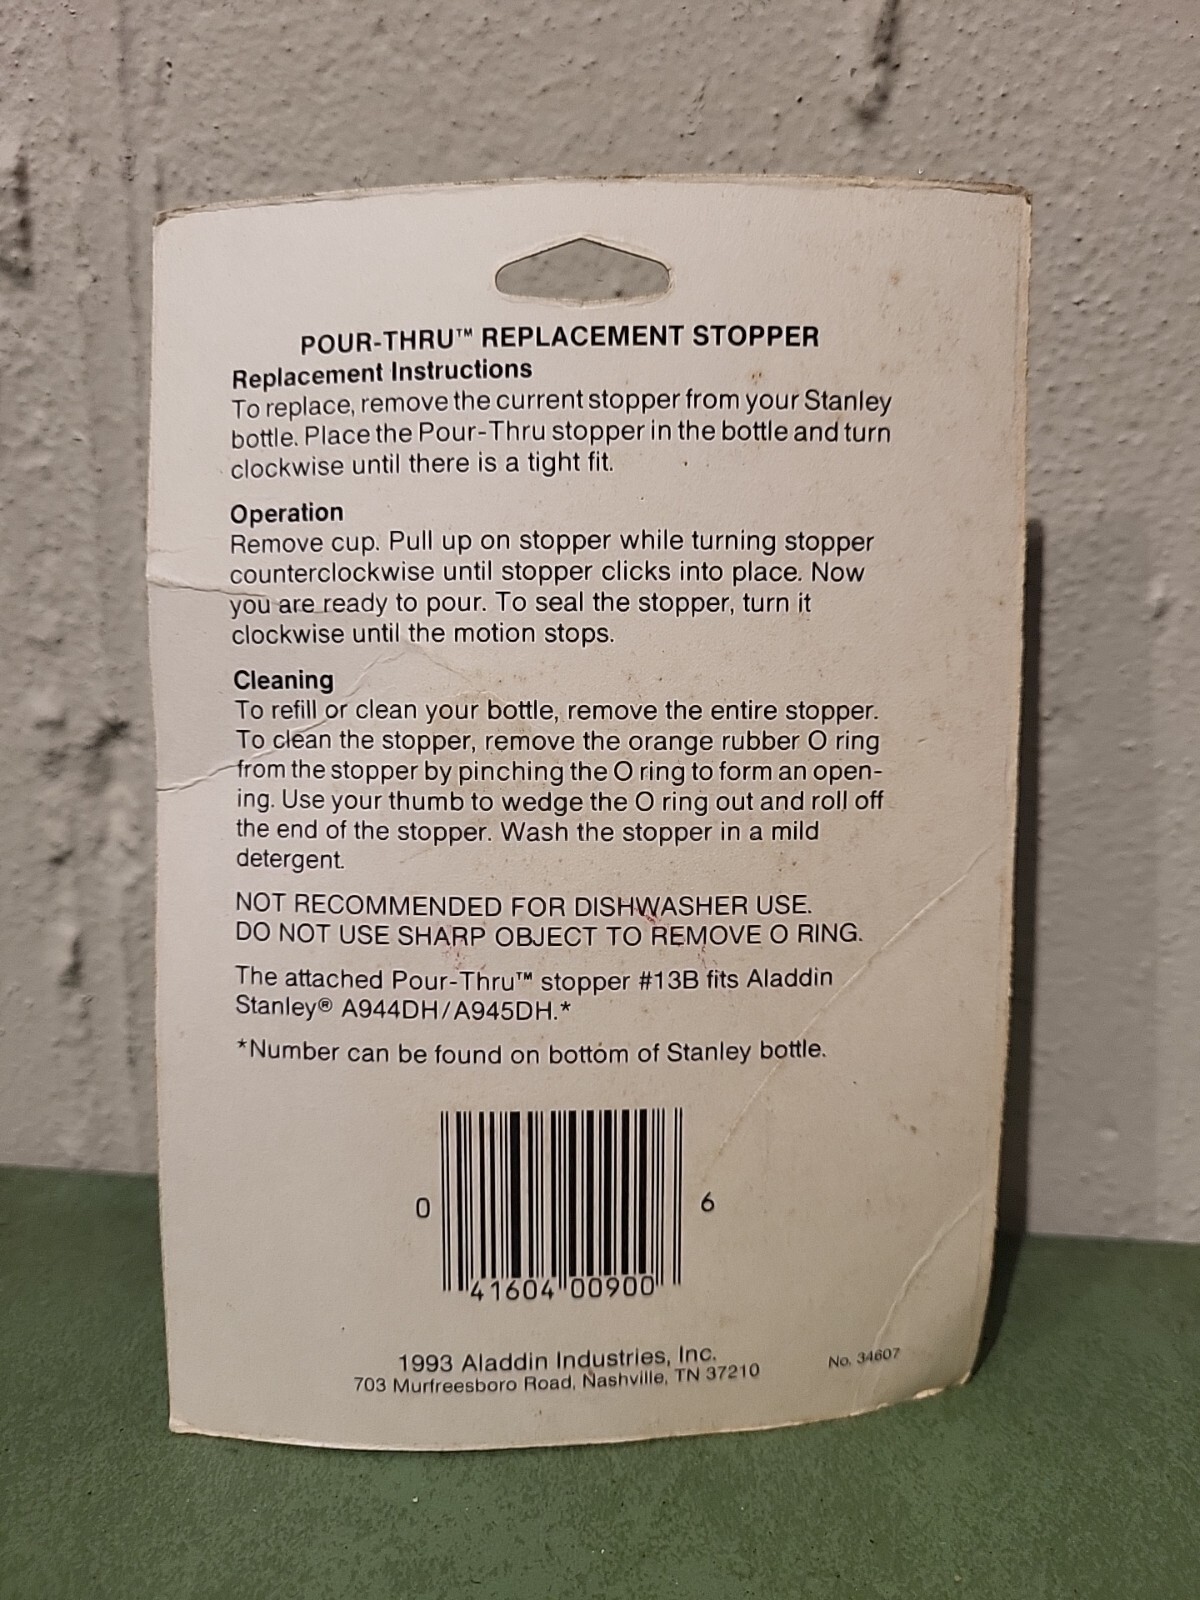 POUR-THRU™ REPLACEMENT STOPPER
Replacement Instructions
To replace, remove the current stopper from your Stanley
bottle. Place the Pour-Thru stopper in the bottle and turn
clockwise until there is a tight fit.
Operation
Remove cup. Pull up on stopper while turning stopper
counterclockwise until stopper clicks into place. Now
you are ready to pour. To seal the stopper, turn it
clockwise until the motion stops.
Cleaning
To refill or clean your bottle, remove the entire stopper.
To clean the stopper, remove the orange rubber O ring
from the stopper by pinching the O ring to form an open-
ing. Use your thumb to wedge the O ring out and roll off
the end of the stopper. Wash the stopper in a mild
detergent.
NOT RECOMMENDED FOR DISHWASHER USE.
DO NOT USE SHARP OBJECT TO REMOVE O RING.
The attached Pour-Thru™ stopper #13B fits Aladdin
Stanley® A944DH/A945DH.*
*Number can be found on bottom of Stanley bottle.
0 41604 00900 6
1993 Aladdin Industries, Inc.
703 Murfreesboro Road, Nashville, TN 37210
No. 34607